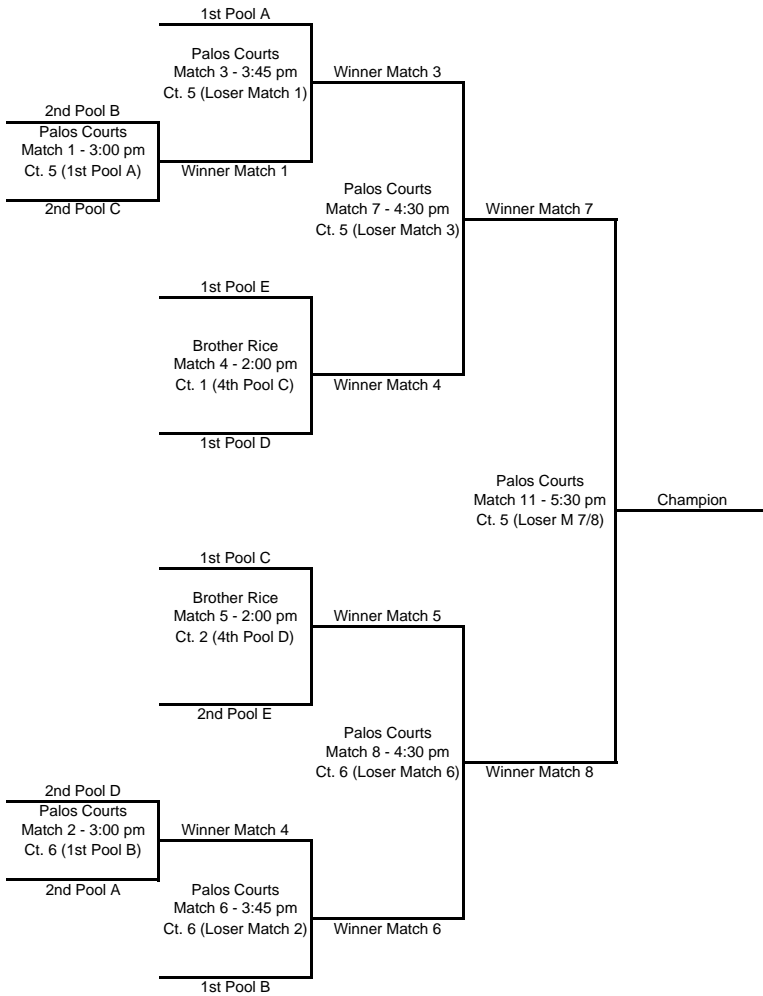 1st Pool A
Palos Courts
Match 3 - 3:45 pm
Ct. 5 (Loser Match 1)
Winner Match 3
2nd Pool B
Palos Courts
Match 1 - 3:00 pm
Ct. 5 (1st Pool A)
Winner Match 1
2nd Pool C
Palos Courts
Match 7 - 4:30 pm
Ct. 5 (Loser Match 3)
Winner Match 7
1st Pool E
Brother Rice
Match 4 - 2:00 pm
Ct. 1 (4th Pool C)
Winner Match 4
1st Pool D
Palos Courts
Match 11 - 5:30 pm
Ct. 5 (Loser M 7/8)
Champion
1st Pool C
Brother Rice
Match 5 - 2:00 pm
Ct. 2 (4th Pool D)
Winner Match 5
2nd Pool E
Palos Courts
Match 8 - 4:30 pm
Ct. 6 (Loser Match 6)
Winner Match 8
2nd Pool D
Palos Courts
Match 2 - 3:00 pm
Ct. 6 (1st Pool B)
Winner Match 4
2nd Pool A
Palos Courts
Match 6 - 3:45 pm
Ct. 6 (Loser Match 2)
Winner Match 6
1st Pool B